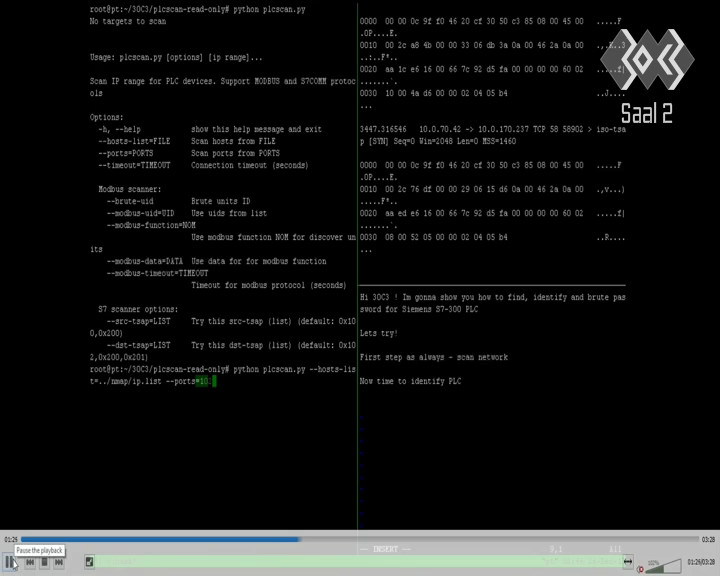 root@pt:~/30C3/plcscan-read-only# python plcscan.py
No targets to scan
Usage: plcscan.py [options] [ip range]...
Scan IP range for PLC devices. Support MODBUS and S7COMM protoc
ols
Options:
-h, --help show this help message and exit
--hosts-list=FILE Scan hosts from FILE
--ports=PORTS Scan ports from PORTS
--timeout=TIMEOUT Connection timeout (seconds)
Modbus scanner:
--brute-uid Brute units ID
--modbus-uid=UID Use uids from list
--modbus-function=NOM
Use modbus function NOM for discover un
its
--modbus-data=DATA Use data for for modbus function
--modbus-timeout=TIMEOUT
Timeout for modbus protocol (seconds)
S7 scanner options:
--src-tsap=LIST Try this src-tsap (list) (default: 0x10
0,0x200)
--dst-tsap=LIST Try this dst-tsap (list) (default: 0x10
2,0x200,0x201)
root@pt:~/30C3/plcscan-read-only# python plcscan.py --hosts-lis
t=../nmap/ip.list --ports=10
0000 00 00 0c 9f f0 46 20 cf 30 50 c3 85 08 00 45 00 .....F
.OP....E.
0010 00 2c a8 4b 00 00 33 06 db 3a 0a 00 46 2a 0a 00 .,.K..3
..:..F*..
0020 aa 1c e6 16 00 66 7c 92 d5 fa 00 00 00 00 60 02 .....f|
.......`.
0030 10 00 4a d6 00 00 02 04 05 b4 ..J....
...
3447.316546 10.0.70.42 -> 10.0.170.237 TCP 58 58902 > iso-tsa
p [SYN] Seq=0 Win=2048 Len=0 MSS=1460
0000 00 00 0c 9f f0 46 20 cf 30 50 c3 85 08 00 45 00 .....F
.OP....E.
0010 00 2c 76 df 00 00 29 06 15 d6 0a 00 46 2a 0a 00 .,v...)
.....F*..
0020 aa ed e6 16 00 66 7c 92 d5 fa 00 00 00 00 60 02 .....f|
.......`.
0030 08 00 52 05 00 00 02 04 05 b4 ..R....
...
Hi 30C3 ! Im gonna show you how to find, identify and brute pas
sword for Siemens S7-300 PLC
Lets try!
First step as always - scan network
Now time to identify PLC
-- INSERT -- 9,1 All
Saal 2
01:26
03:28
Pause the playback
102%
01:26/03:28